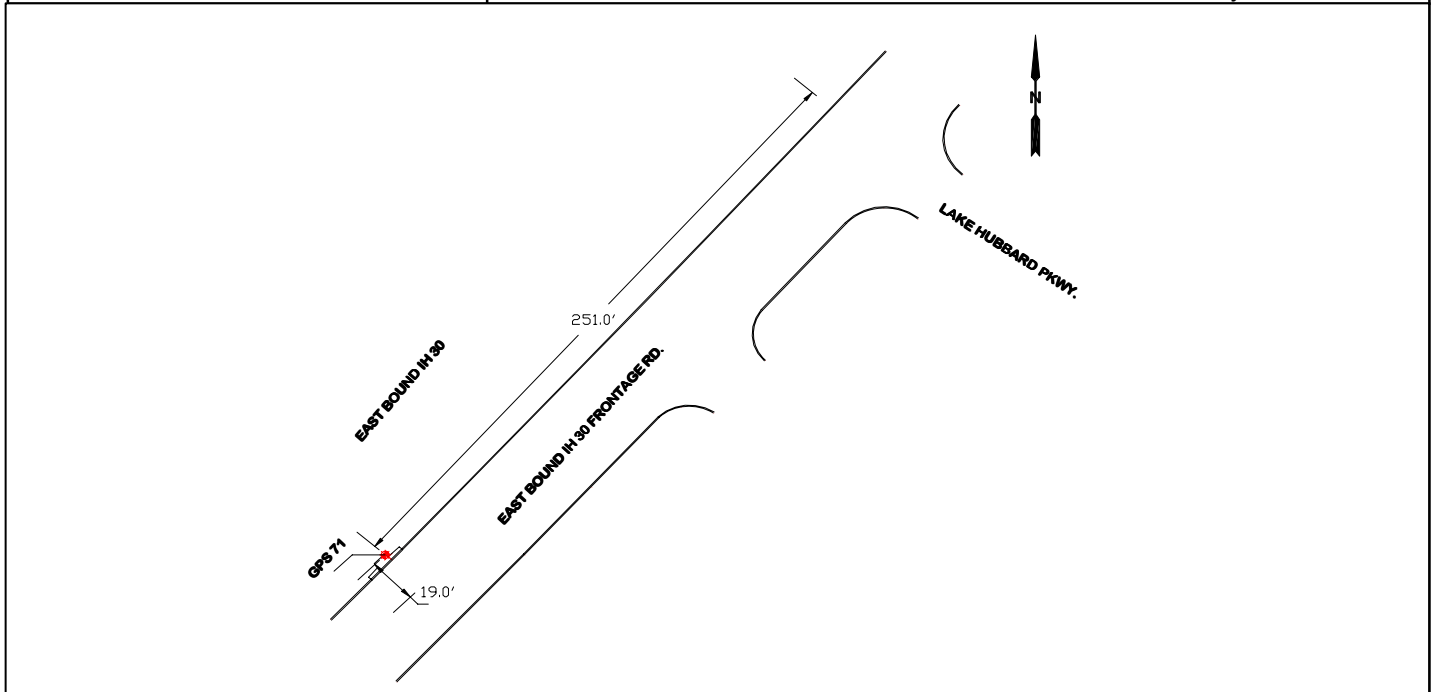 N
LAKE HUBBARD PKWY.
251.0'
EAST BOUND IH 30
EAST BOUND IH 30 FRONTAGE RD.
GPS 71
19.0'